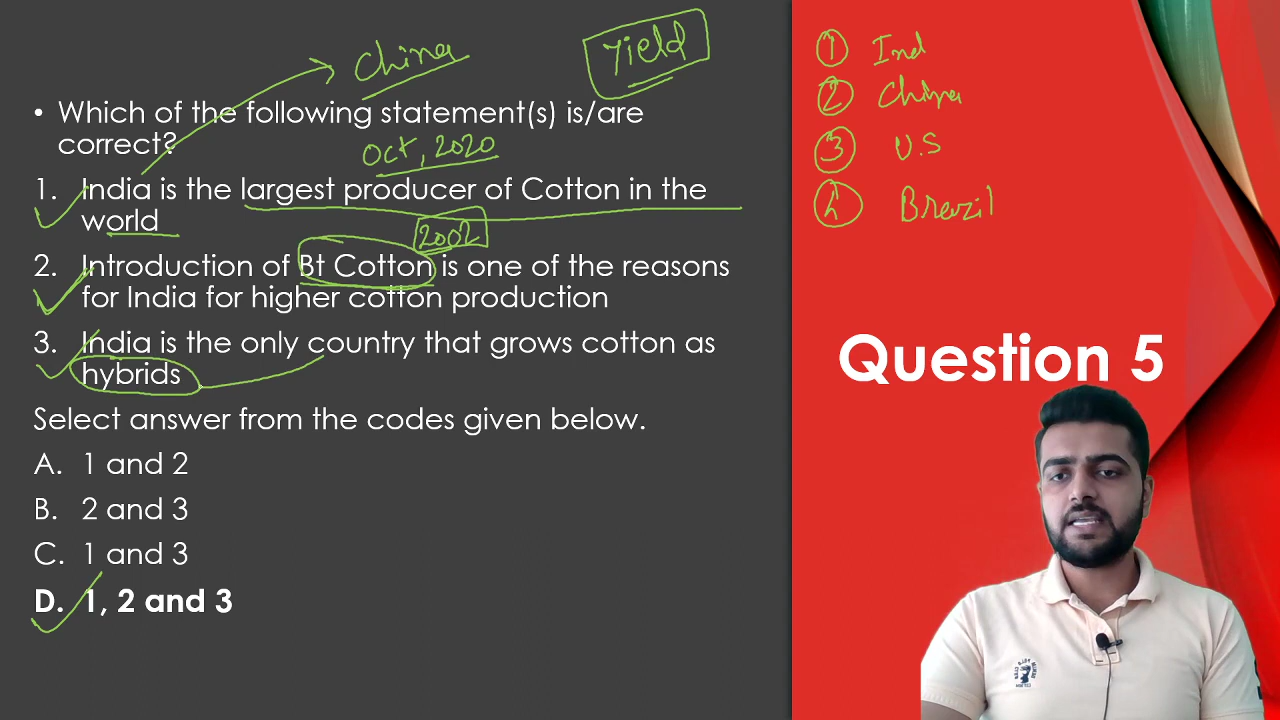 China
Yield
• Which of the following statement(s) is/are
correct?
Oct, 2020
1. India is the largest producer of Cotton in the
world
2002
2. Introduction of Bt Cotton is one of the reasons
for India for higher cotton production
3. India is the only country that grows cotton as
hybrids
Select answer from the codes given below.
A. 1 and 2
B. 2 and 3
C. 1 and 3
D. 1, 2 and 3
1 Ind
2 China
3 U.S
Brazil
Question 5